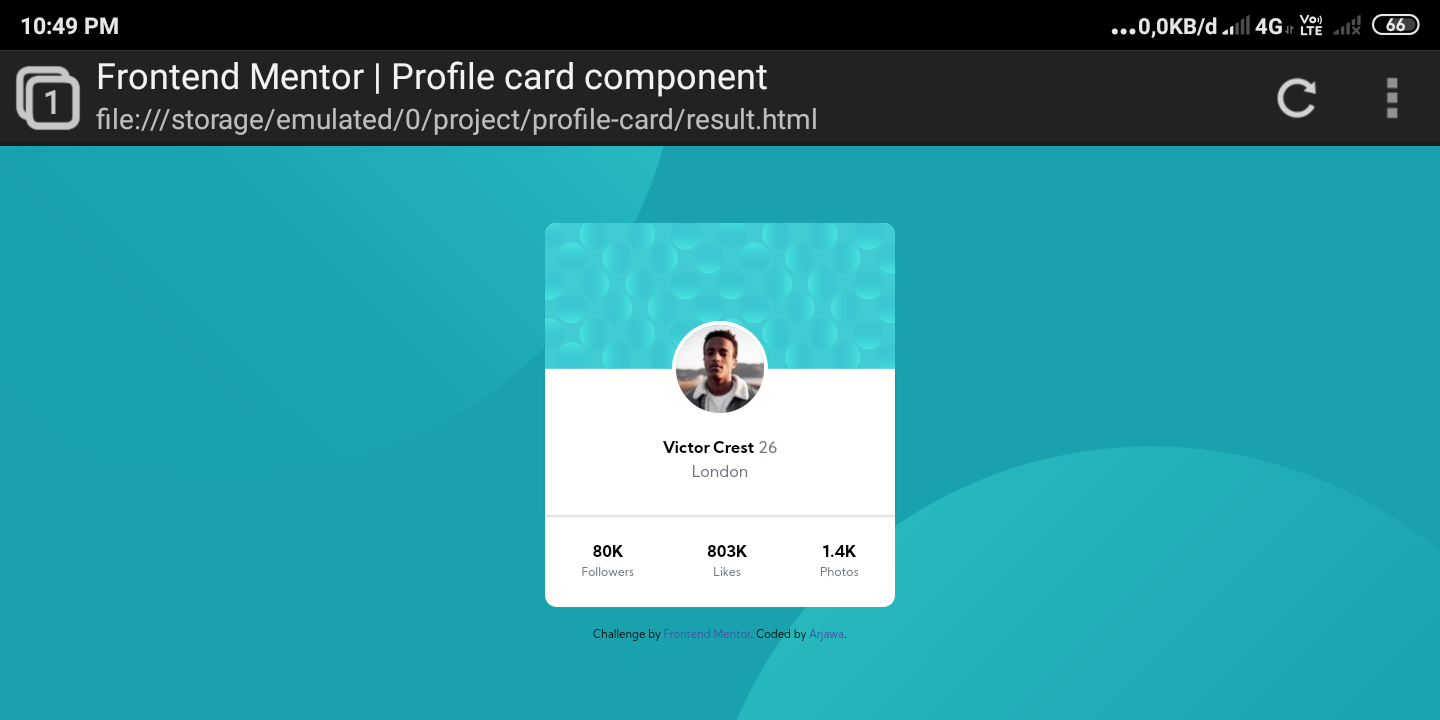 10:49 PM
...0,0KB/d 4G Vo LTE 66
1 Frontend Mentor | Profile card component
file:///storage/emulated/0/project/profile-card/result.html
Victor Crest 26
London
80K 803K 1.4K
Followers Likes Photos
Challenge by Frontend Mentor. Coded by Arjawa.